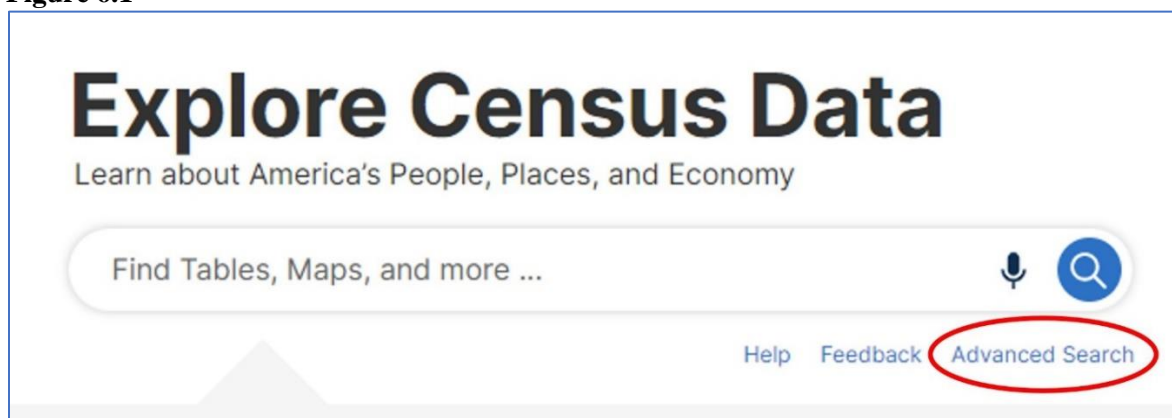 Explore Census Data
Learn about America's People, Places, and Economy
Find Tables, Maps, and more ...
Help Feedback Advanced Search